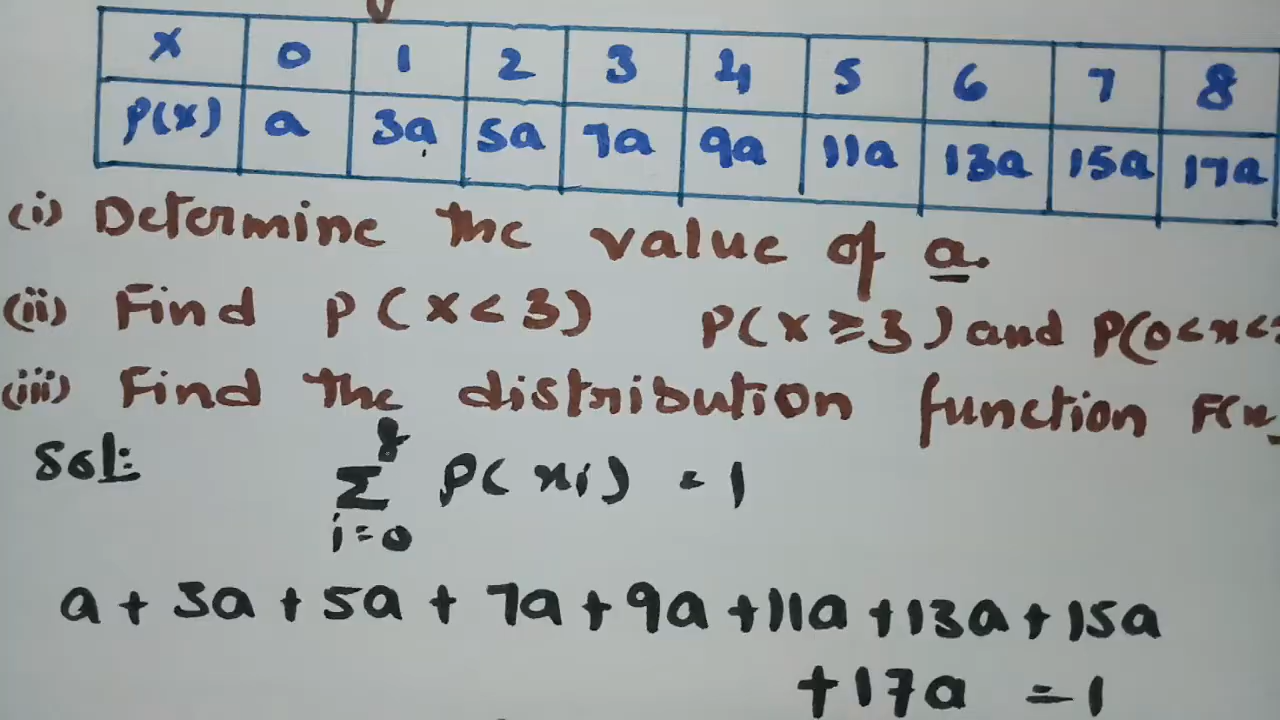 x 0 1 2 3 4 5 6 7 8
P(x) a 3a 5a 7a 9a 11a 13a 15a 17a
(i) Determine the value of a.
(ii) Find P(x<3) P(x≥3) and P(0<x<
(iii) Find the distribution function F(x
Sol:
8
Σ P(xi) = 1
i=0
a + 3a + 5a + 7a + 9a + 11a + 13a + 15a
+ 17a = 1